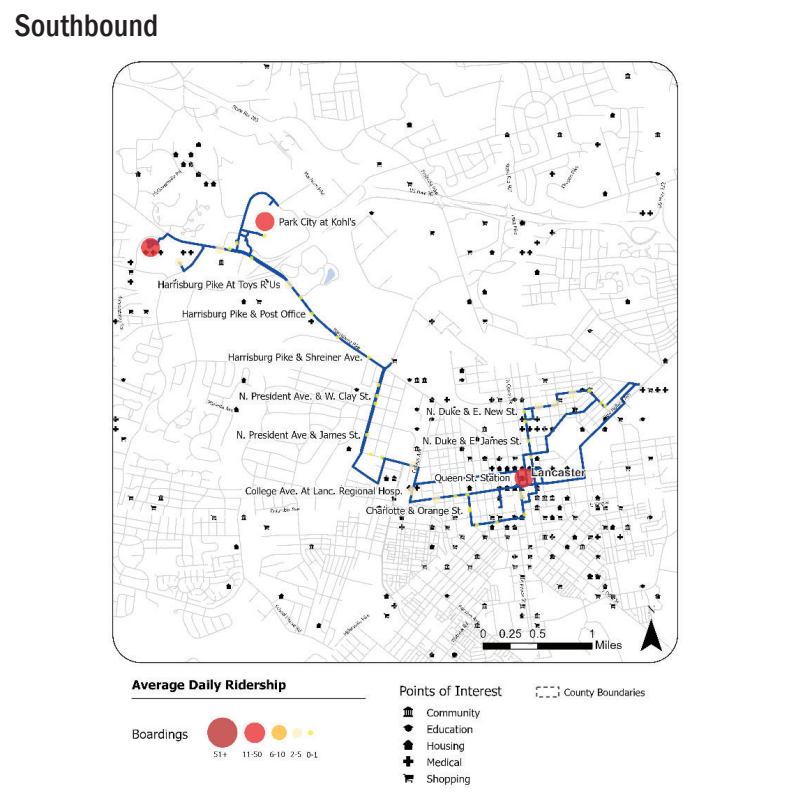 Southbound
Park City at Kohl's
Harrisburg Pike At Toys R Us
Harrisburg Pike & Post Office
Harrisburg Pike & Shreiner Ave.
N. President Ave. & W. Clay St.
N. Duke & E. New St.
N. President Ave & James St.
N. Duke & E. James St.
Queen St. Station
Lancaster
College Ave. At Lanc. Regional Hosp.
Charlotte & Orange St.
0 0.25 0.5 1
Miles
Average Daily Ridership
Boardings
51+ 11-50 6-10 2-5 0-1
Points of Interest
Community
Education
Housing
Medical
Shopping
County Boundaries